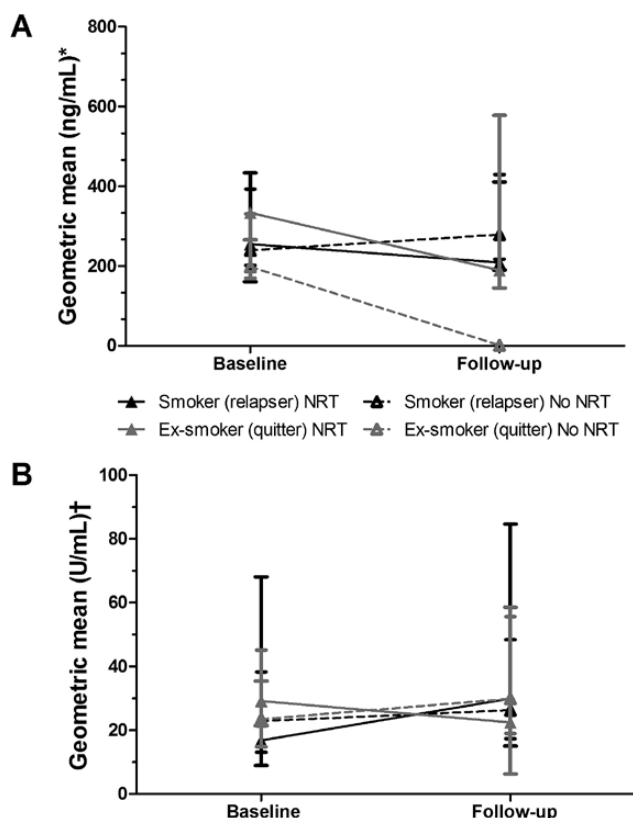 A
Geometric mean (ng/mL)*
800
600
400
200
0
Baseline Follow-up
Smoker (relapser) NRT Smoker (relapser) No NRT
Ex-smoker (quitter) NRT Ex-smoker (quitter) No NRT
B
Geometric mean (U/mL)†
100
80
60
40
20
0
Baseline Follow-up